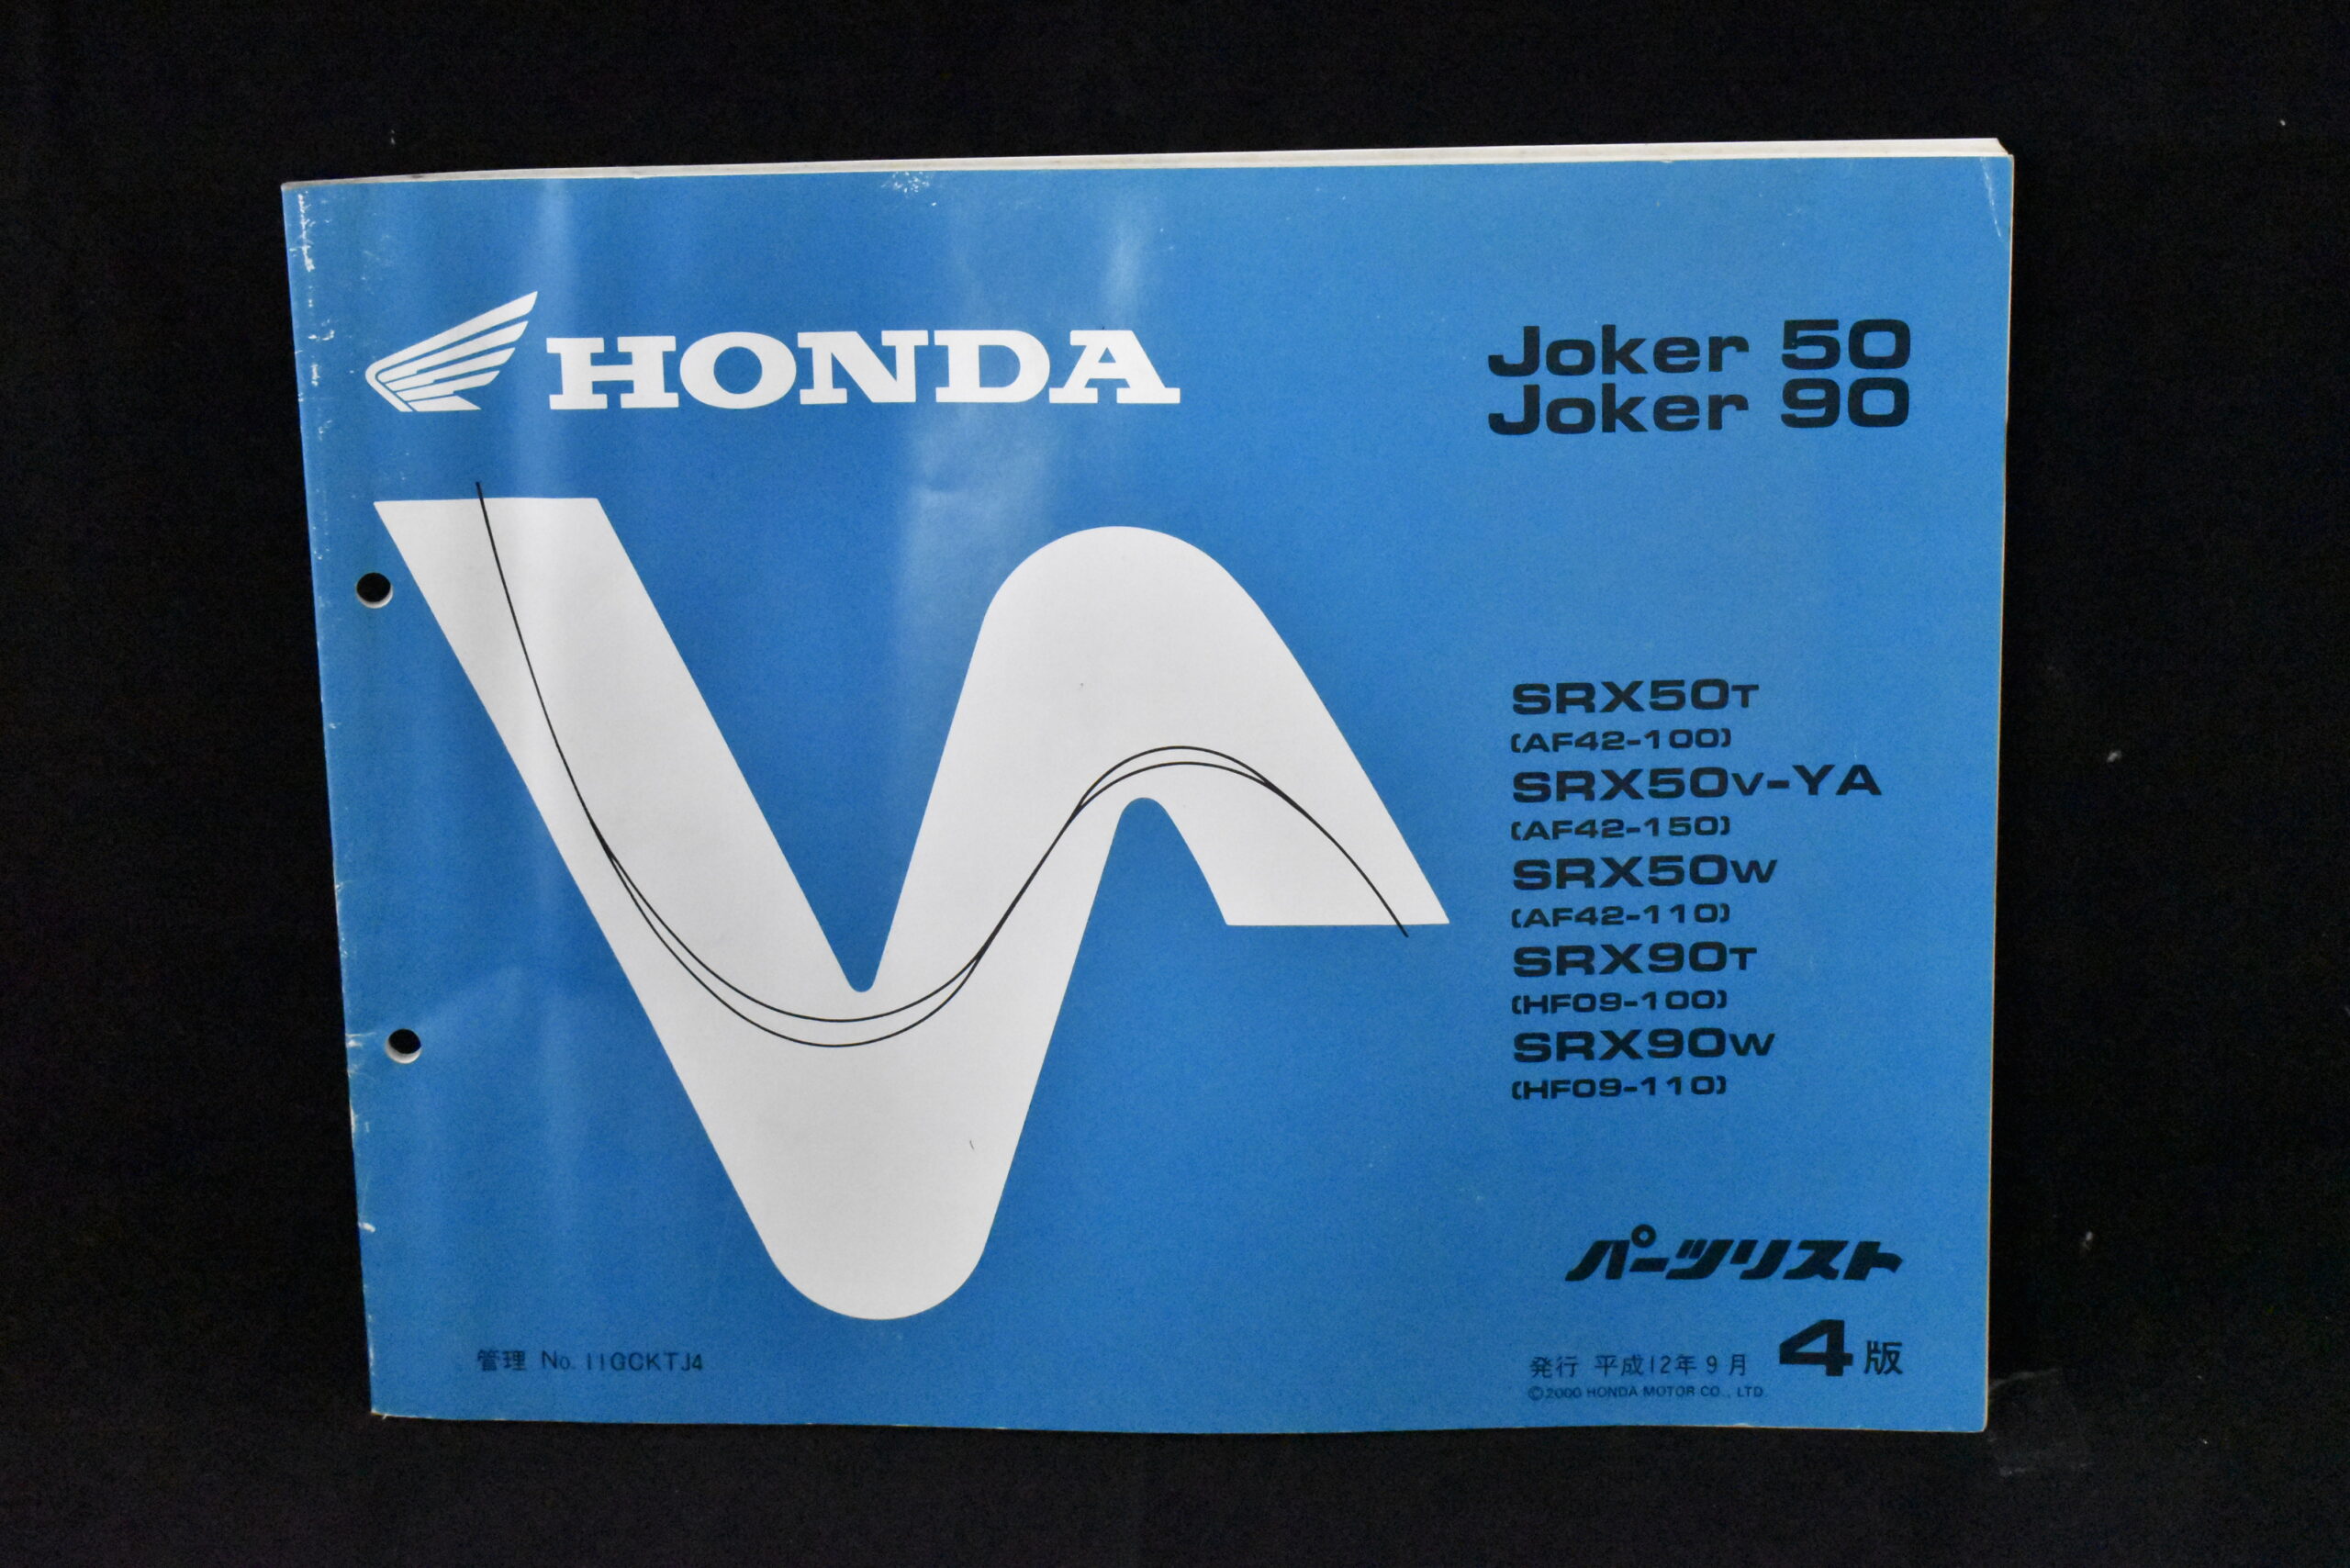 HONDA
Joker 50
Joker 90
SRX50T
(AF42-100)
SRX50V-YA
(AF42-150)
SRX50W
(AF42-110)
SRX90T
(HF09-100)
SRX90W
(HF09-110)
パーツリスト
管理 No. 11GCKTJ4
発行 平成12年9月 4版
©2000 HONDA MOTOR CO., LTD.